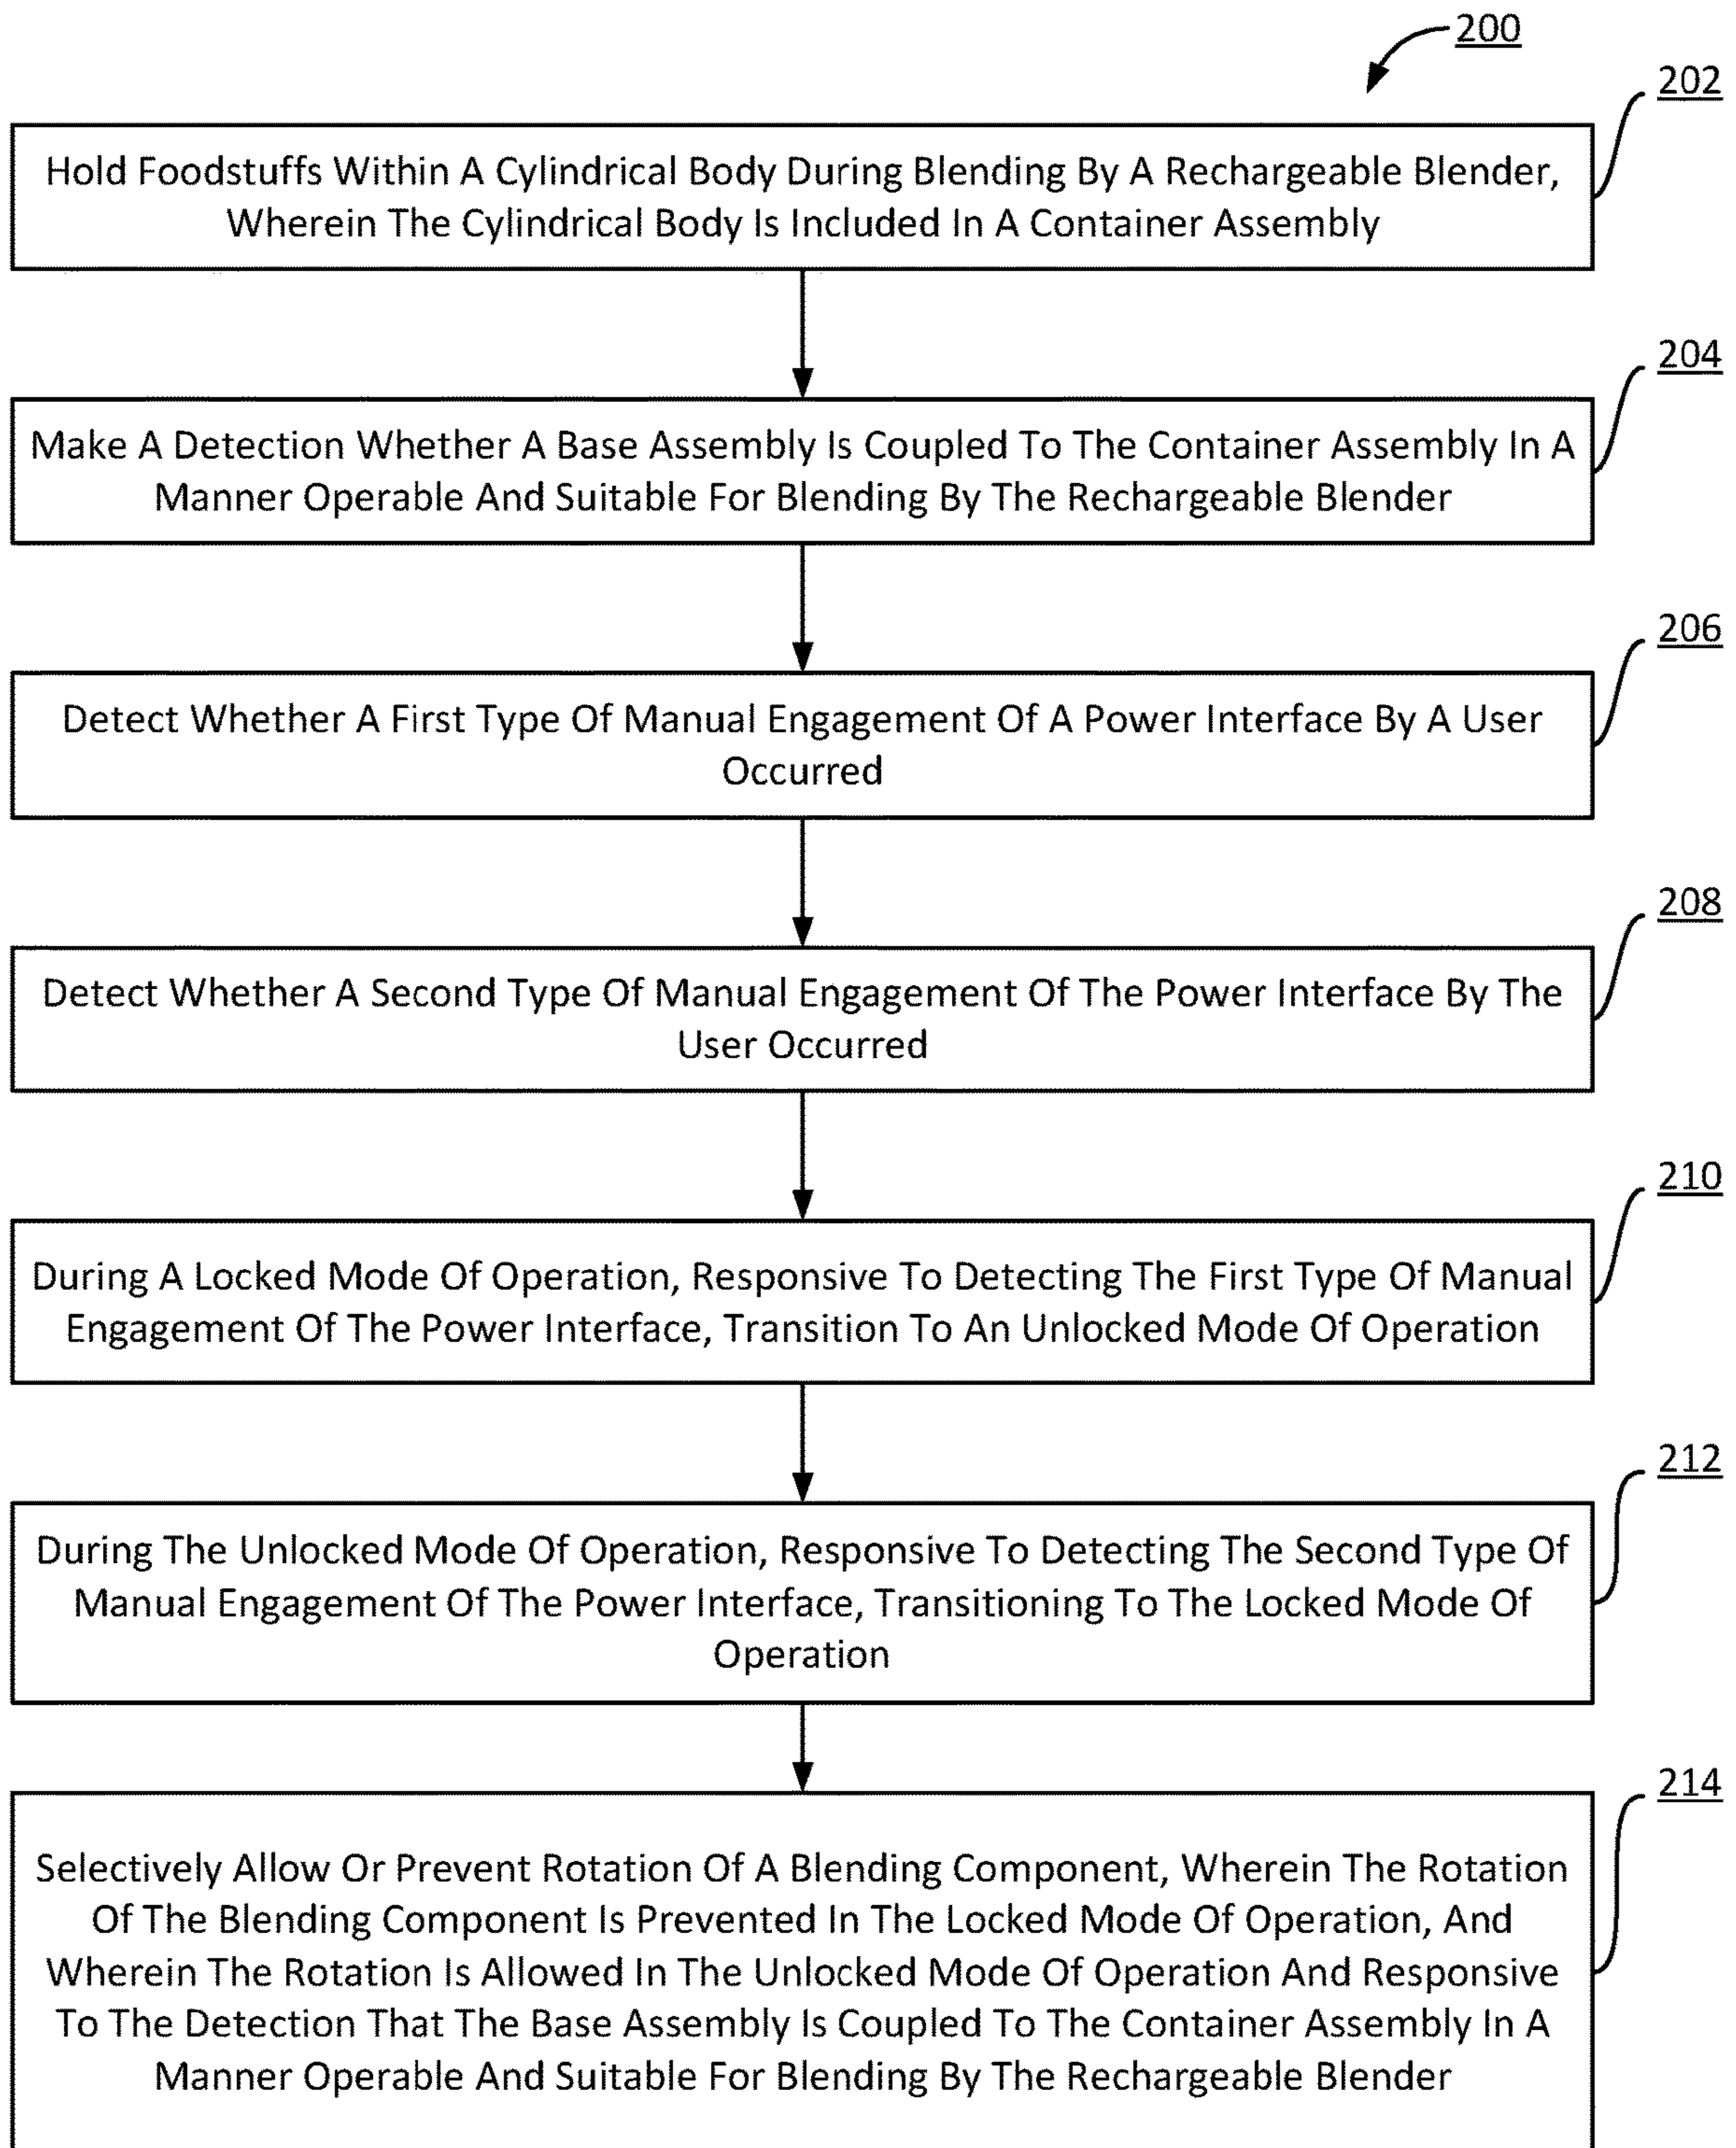 200
202
Hold Foodstuffs Within A Cylindrical Body During Blending By A Rechargeable Blender,
Wherein The Cylindrical Body Is Included In A Container Assembly
204
Make A Detection Whether A Base Assembly Is Coupled To The Container Assembly In A
Manner Operable And Suitable For Blending By The Rechargeable Blender
206
Detect Whether A First Type Of Manual Engagement Of A Power Interface By A User
Occurred
208
Detect Whether A Second Type Of Manual Engagement Of The Power Interface By The
User Occurred
210
During A Locked Mode Of Operation, Responsive To Detecting The First Type Of Manual
Engagement Of The Power Interface, Transition To An Unlocked Mode Of Operation
212
During The Unlocked Mode Of Operation, Responsive To Detecting The Second Type Of
Manual Engagement Of The Power Interface, Transitioning To The Locked Mode Of
Operation
214
Selectively Allow Or Prevent Rotation Of A Blending Component, Wherein The Rotation
Of The Blending Component Is Prevented In The Locked Mode Of Operation, And
Wherein The Rotation Is Allowed In The Unlocked Mode Of Operation And Responsive
To The Detection That The Base Assembly Is Coupled To The Container Assembly In A
Manner Operable And Suitable For Blending By The Rechargeable Blender